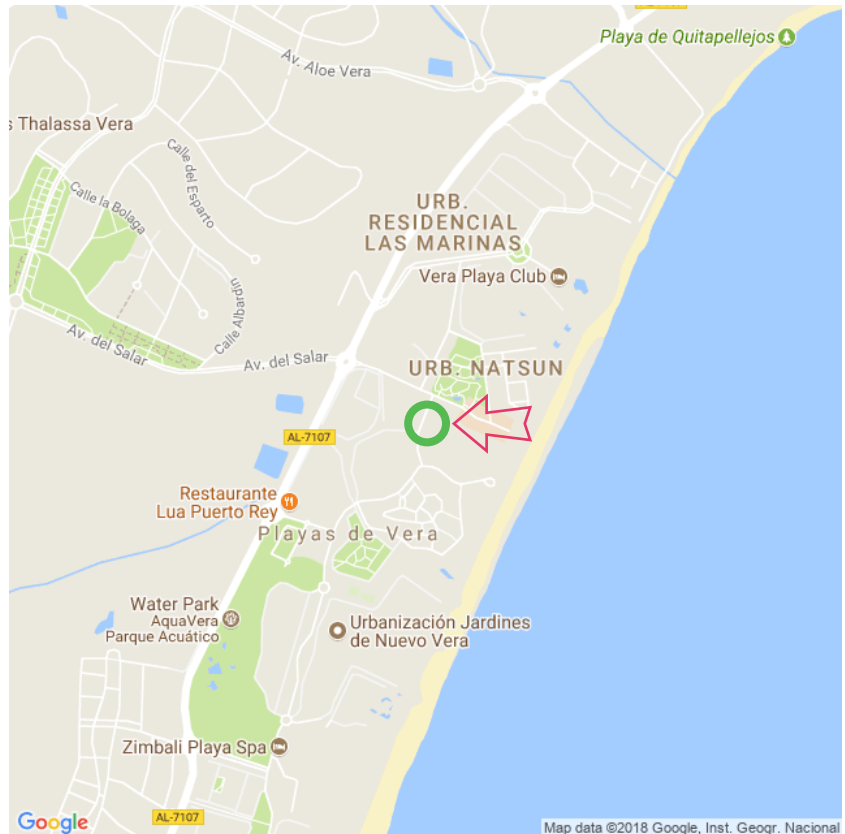 Playa de Quitapellejos
Av. Aloe Vera
s Thalassa Vera
Calle del Esparto
Calle la Bolaga
URB.
RESIDENCIAL
LAS MARINAS
Vera Playa Club
Calle Albardín
Av. del Salar
Av. del Salar
URB. NATSUN
AL-7107
Restaurante
Lua Puerto Rey
Playas de Vera
Water Park
AquaVera
Parque Acuático
Urbanización Jardines
de Nuevo Vera
Zimbali Playa Spa
AL-7107
Google
Map data ©2018 Google, Inst. Geogr. Nacional